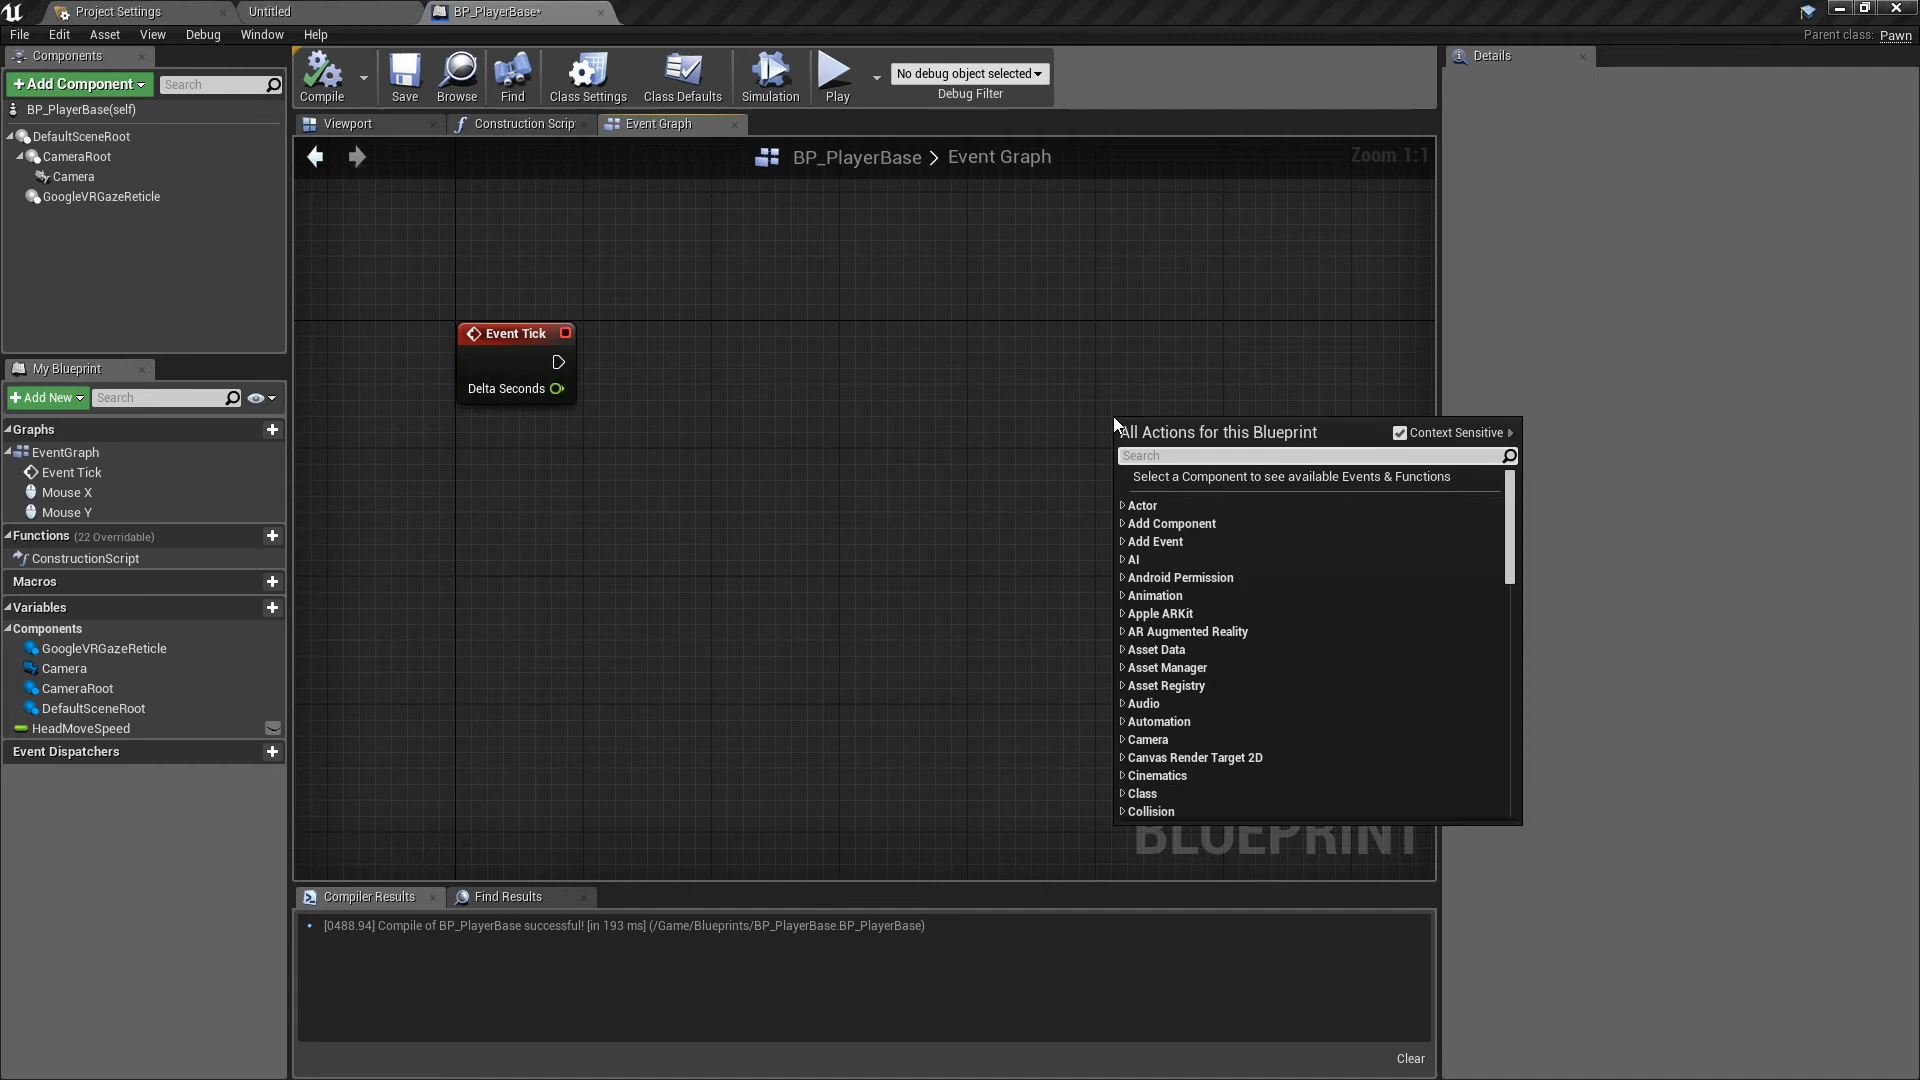 Project Settings
Untitled
BP_PlayerBase*
File Edit Asset View Debug Window Help
Parent class: Pawn
Components
+ Add Component
Search
BP_PlayerBase(self)
DefaultSceneRoot
CameraRoot
Camera
GoogleVRGazeReticle
My Blueprint
+ Add New
Search
Graphs
EventGraph
Event Tick
Mouse X
Mouse Y
Functions (22 Overridable)
ConstructionScript
Macros
Variables
Components
GoogleVRGazeReticle
Camera
CameraRoot
DefaultSceneRoot
HeadMoveSpeed
Event Dispatchers
Compile Save Browse Find Class Settings Class Defaults Simulation Play
No debug object selected
Debug Filter
Viewport
Construction Scrip
Event Graph
BP_PlayerBase > Event Graph
Zoom 1:1
Event Tick
Delta Seconds
All Actions for this Blueprint
Context Sensitive
Search
Select a Component to see available Events & Functions
Actor
Add Component
Add Event
AI
Android Permission
Animation
Apple ARKit
AR Augmented Reality
Asset Data
Asset Manager
Asset Registry
Audio
Automation
Camera
Canvas Render Target 2D
Cinematics
Class
Collision
BLUEPRINT
Compiler Results
Find Results
[0488.94] Compile of BP_PlayerBase successful! [in 193 ms] (/Game/Blueprints/BP_PlayerBase.BP_PlayerBase)
Clear
Details